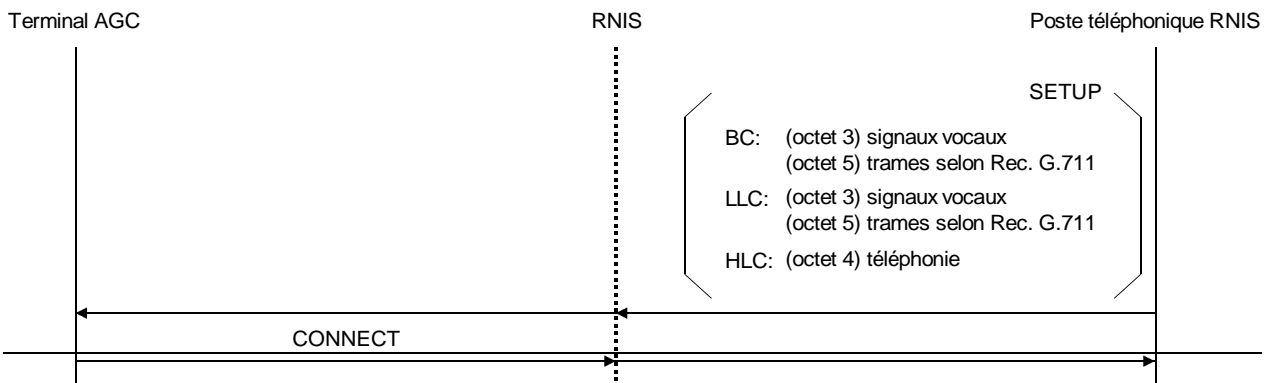 Terminal AGC
RNIS
Poste téléphonique RNIS
SETUP
BC: (octet 3) signaux vocaux
(octet 5) trames selon Rec. G.711
LLC: (octet 3) signaux vocaux
(octet 5) trames selon Rec. G.711
HLC: (octet 4) téléphonie
CONNECT